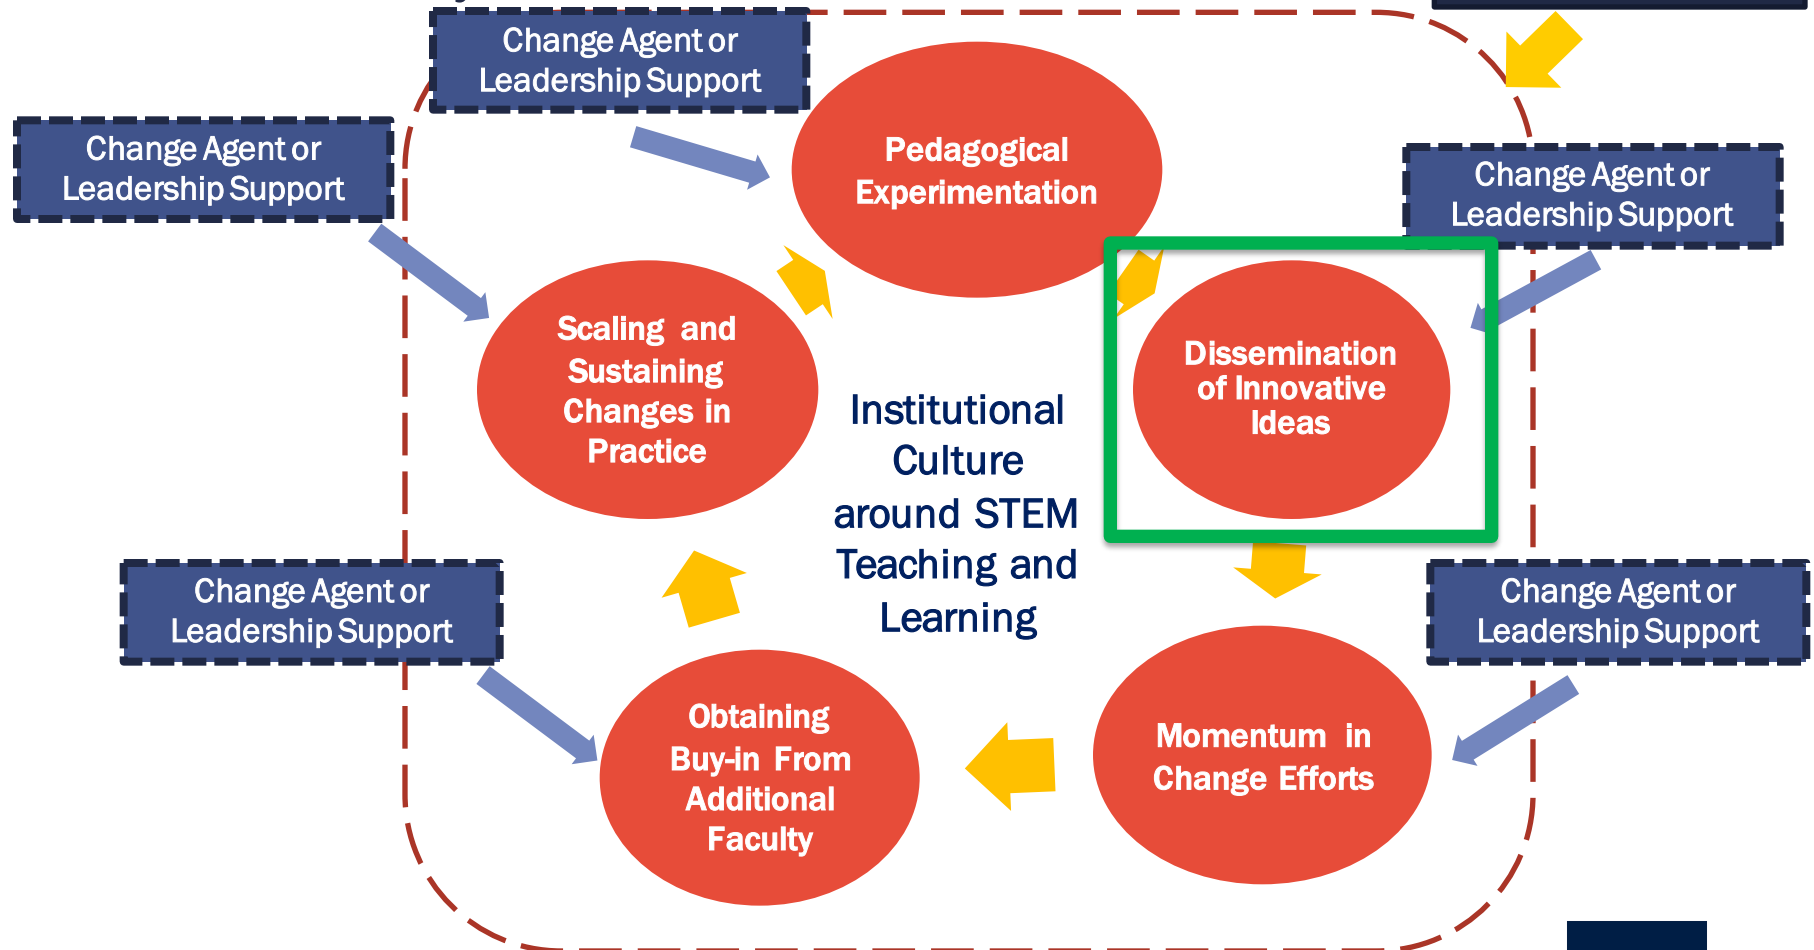 Change Agent or
Leadership Support
Change Agent or
Leadership Support
Pedagogical
Experimentation
Change Agent or
Leadership Support
Scaling and
Sustaining
Changes in
Practice
Dissemination
of Innovative
Ideas
Institutional
Culture
around STEM
Teaching and
Learning
Change Agent or
Leadership Support
Change Agent or
Leadership Support
Obtaining
Buy-in From
Additional
Faculty
Momentum in
Change Efforts